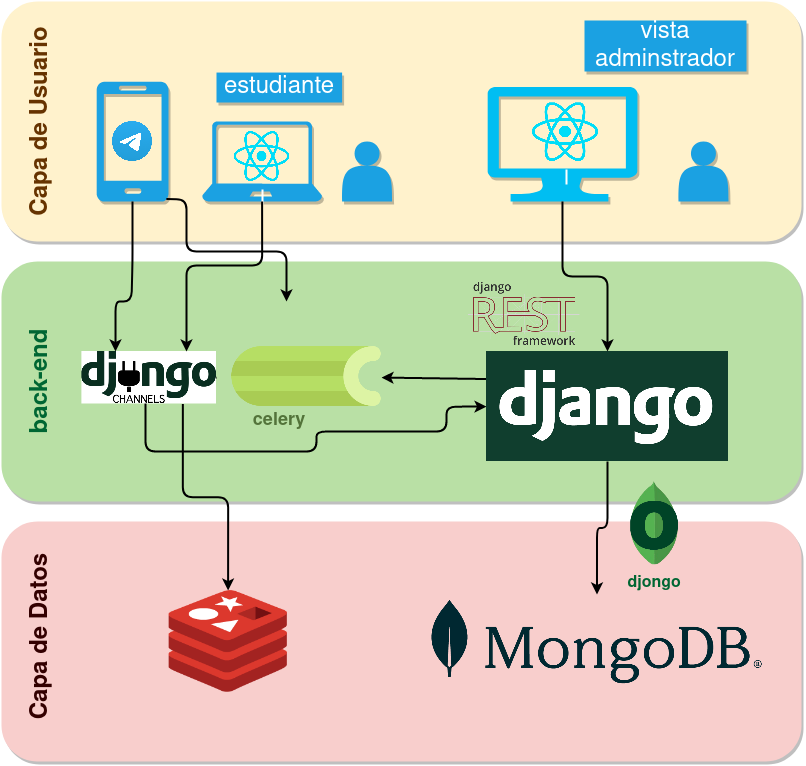 Capa de Usuario
estudiante
vista
adminstrador
back-end
django
REST
framework
django
CHANNELS
celery
django
djongo
Capa de Datos
MongoDB®